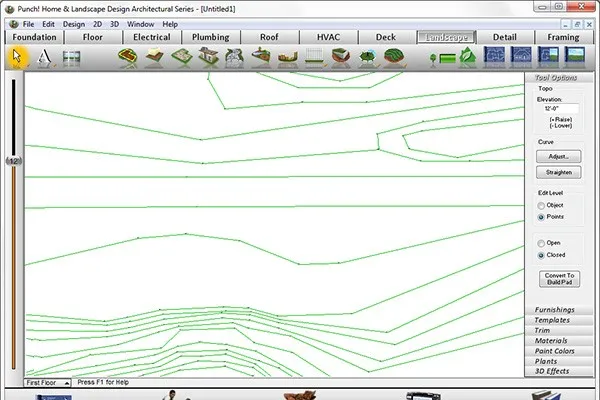 Punch! Home & Landscape Design Architectural Series - [Untitled1]
File Edit Design 2D 3D Window Help
Foundation Floor Electrical Plumbing Roof HVAC Deck Landscape Detail Framing
A
Tool Options
Topo
Elevation:
12'-0"
(+ Raise)
(- Lower)
Curve
Adjust...
Straighten
Edit Level
Object
Points
Open
Closed
Convert To
Build Pad
Furnishings
Templates
Trim
Materials
Paint Colors
Plants
3D Effects
12'
First Floor Press F1 for Help